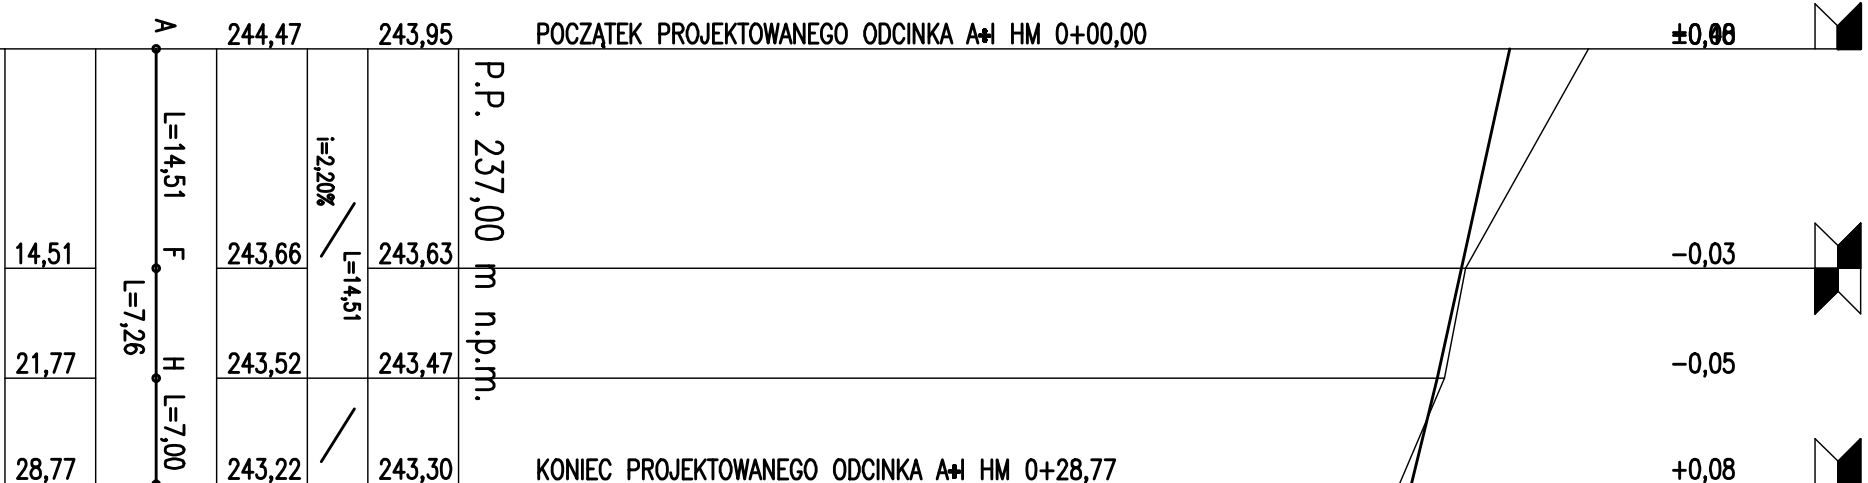 A 244,47 243,95 POCZĄTEK PROJEKTOWANEGO ODCINKA HM 0+00,00
L=14,51
i=2,20%
P.P. 237,00 m n.p.m.
14,51 F 243,66 243,63 -0,03
L=14,51
L=7,26
21,77 H 243,52 243,47 -0,05
L=7,00
28,77 243,22 243,30 KONIEC PROJEKTOWANEGO ODCINKA HM 0+28,77 +0,08